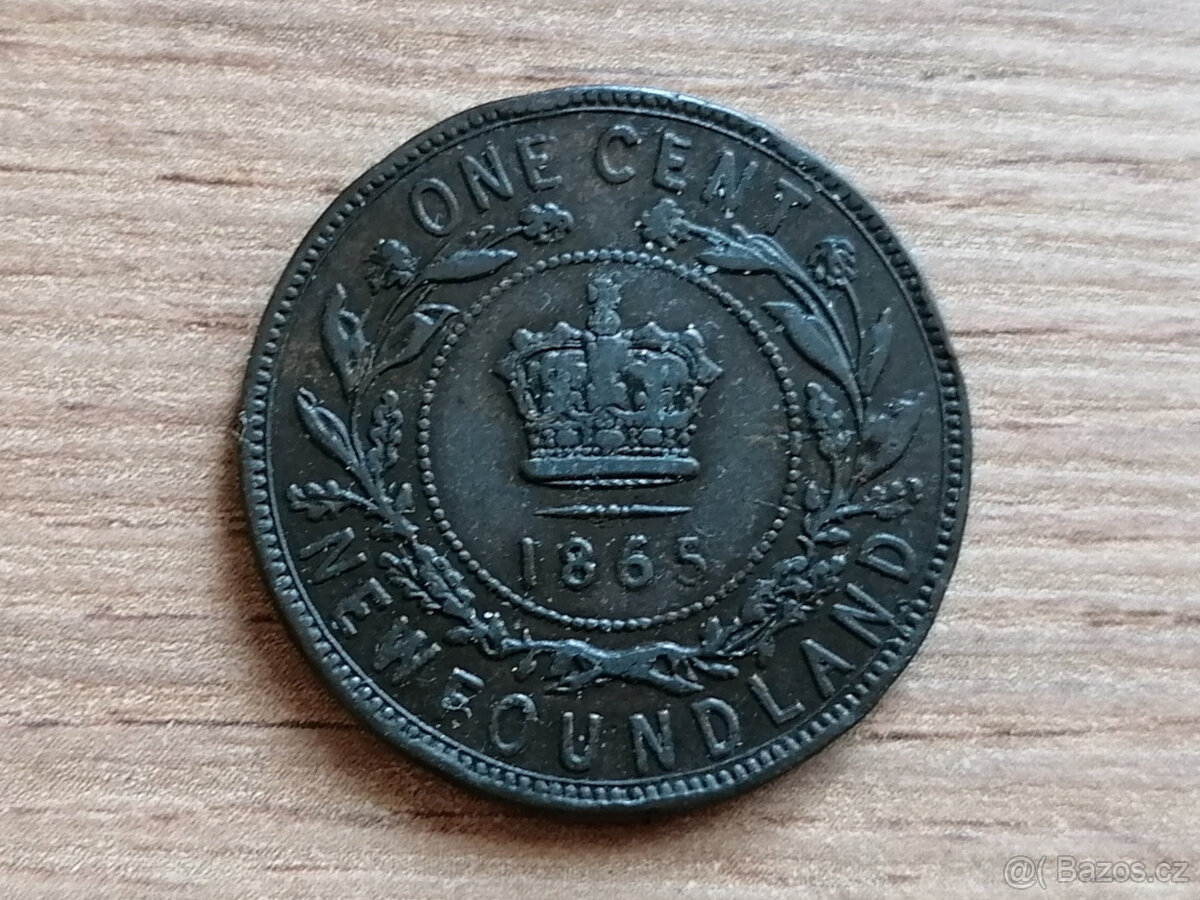 ONE CENT
1865
NEWFOUNDLAND
@( Bazos.cz